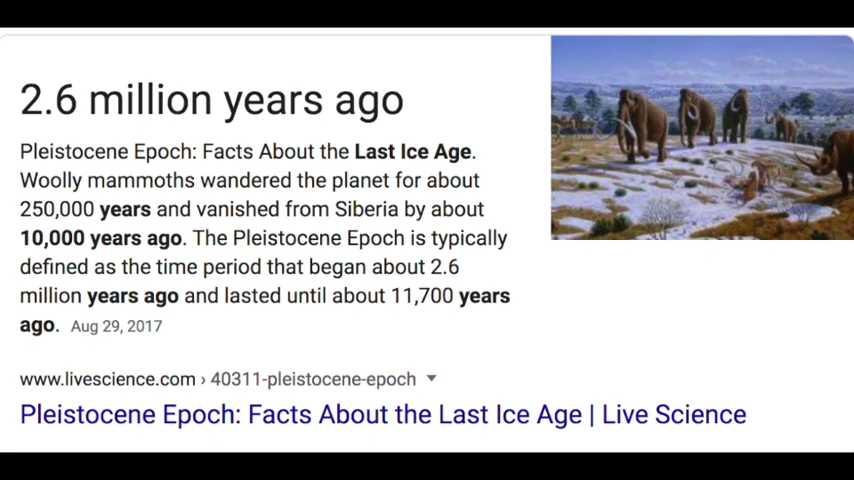 2.6 million years ago
Pleistocene Epoch: Facts About the Last Ice Age.
Woolly mammoths wandered the planet for about
250,000 years and vanished from Siberia by about
10,000 years ago. The Pleistocene Epoch is typically
defined as the time period that began about 2.6
million years ago and lasted until about 11,700 years
ago. Aug 29, 2017
www.livescience.com › 40311-pleistocene-epoch
Pleistocene Epoch: Facts About the Last Ice Age | Live Science